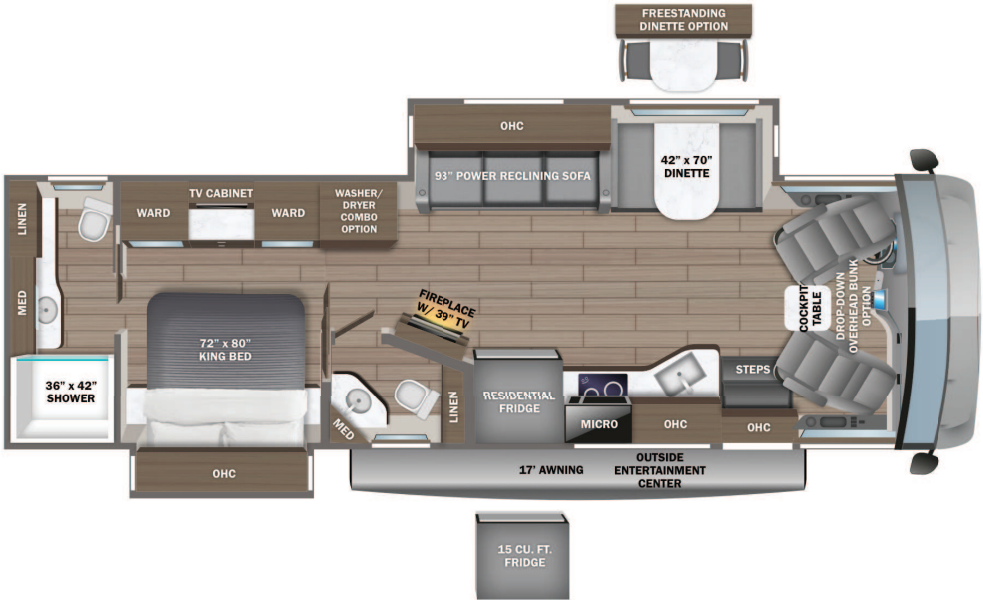 FREESTANDING
DINETTE OPTION
OHC
93” POWER RECLINING SOFA
42” x 70”
DINETTE
LINEN
WARD
TV CABINET
WARD
WASHER/
DRYER
COMBO
OPTION
MED
72” x 80”
KING BED
36” x 42”
SHOWER
FIREPLACE
W/ 39” TV
COCKPIT
TABLE
DROP-DOWN
OVERHEAD BUNK
OPTION
STEPS
RESIDENTIAL
FRIDGE
MED
LINEN
MICRO
OHC
OHC
OHC
17’ AWNING
OUTSIDE
ENTERTAINMENT
CENTER
15 CU. FT.
FRIDGE